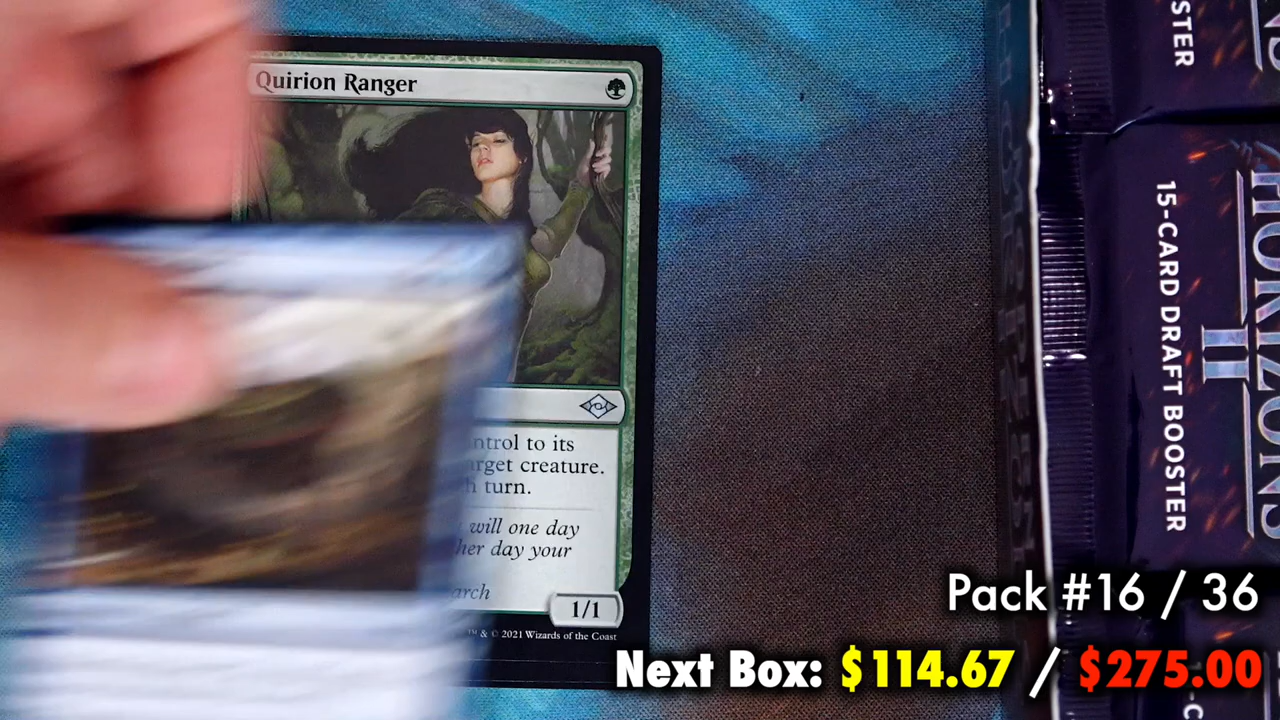 Quirion Ranger
ntrol to its
rget creature.
h turn.
will one day
her day your
arch
1/1
™ & © 2021 Wizards of the Coast
STER
HORIZONS
II
15-CARD DRAFT BOOSTER
Pack #16 / 36
Next Box: $114.67 / $275.00